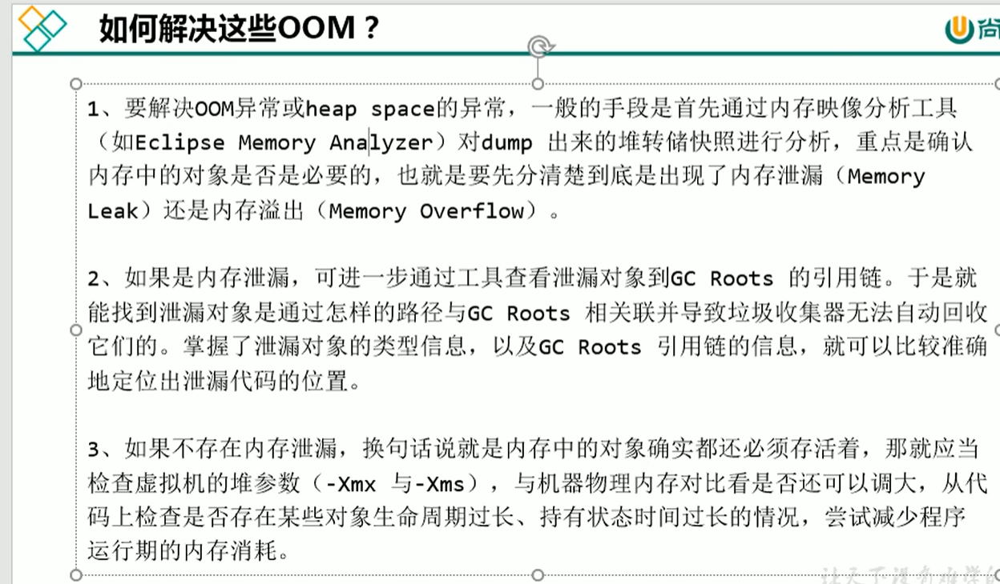 如何解决这些OOM？
尚
1、要解决OOM异常或heap space的异常，一般的手段是首先通过内存映像分析工具
（如Eclipse Memory Analyzer）对dump 出来的堆转储快照进行分析，重点是确认
内存中的对象是否是必要的，也就是要先分清楚到底是出现了内存泄漏（Memory
Leak）还是内存溢出（Memory Overflow）。
2、如果是内存泄漏，可进一步通过工具查看泄漏对象到GC Roots 的引用链。于是就
能找到泄漏对象是通过怎样的路径与GC Roots 相关联并导致垃圾收集器无法自动回收
它们的。掌握了泄漏对象的类型信息，以及GC Roots 引用链的信息，就可以比较准确
地定位出泄漏代码的位置。
3、如果不存在内存泄漏，换句话说就是内存中的对象确实都还必须存活着，那就应当
检查虚拟机的堆参数（-Xmx 与-Xms），与机器物理内存对比看是否还可以调大，从代
码上检查是否存在某些对象生命周期过长、持有状态时间过长的情况，尝试减少程序
运行期的内存消耗。
让天下没有难学的